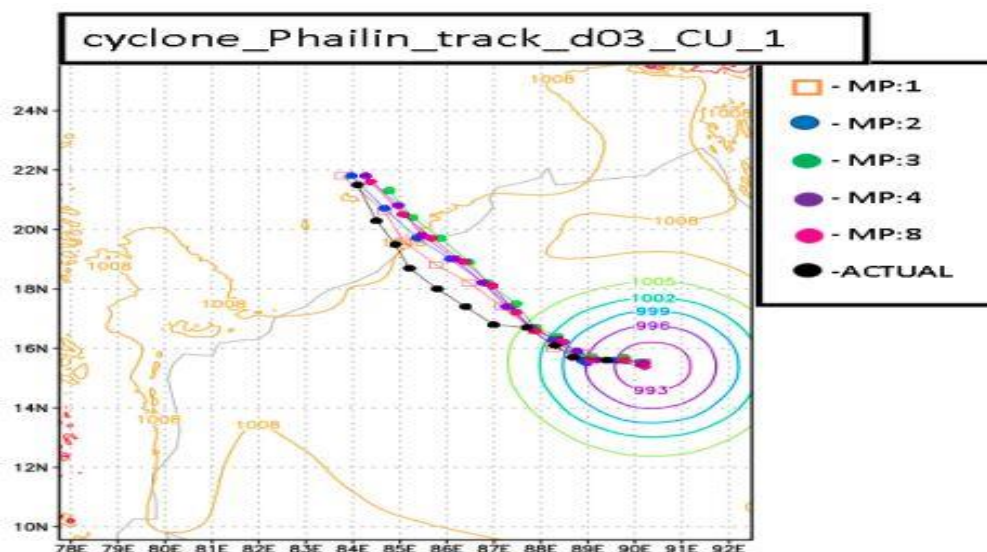 cyclone_Phailin_track_d03_CU_1
- MP:1
- MP:2
- MP:3
- MP:4
- MP:8
-ACTUAL
24N
22N
20N
18N
16N
14N
12N
10N
1008
1008
1008
1008
1008
1008
1008
1005
1002
999
996
993
78E 79E 80E 81E 82E 83E 84E 85E 86E 87E 88E 89E 90E 91E 92E